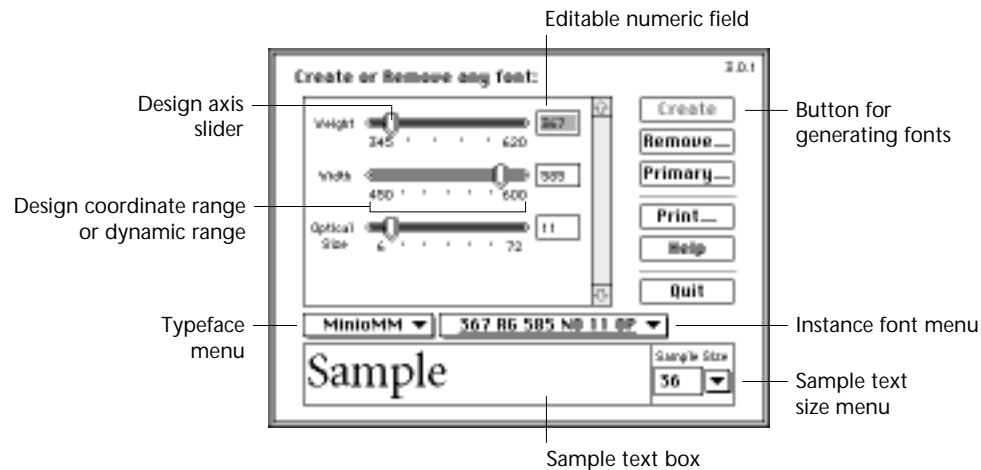 Editable numeric field
3.0.1
Create or Remove any font:
Design axis
slider
Weight
367
345
620
Create
Button for
generating fonts
Remove...
Width
585
450
600
Primary...
Design coordinate range
or dynamic range
Optical
Size
11
6
72
Print...
Help
Quit
Typeface
menu
MinioMM
367 RG 585 NO 11 OP
Instance font menu
Sample
Sample Size
36
Sample text
size menu
Sample text box